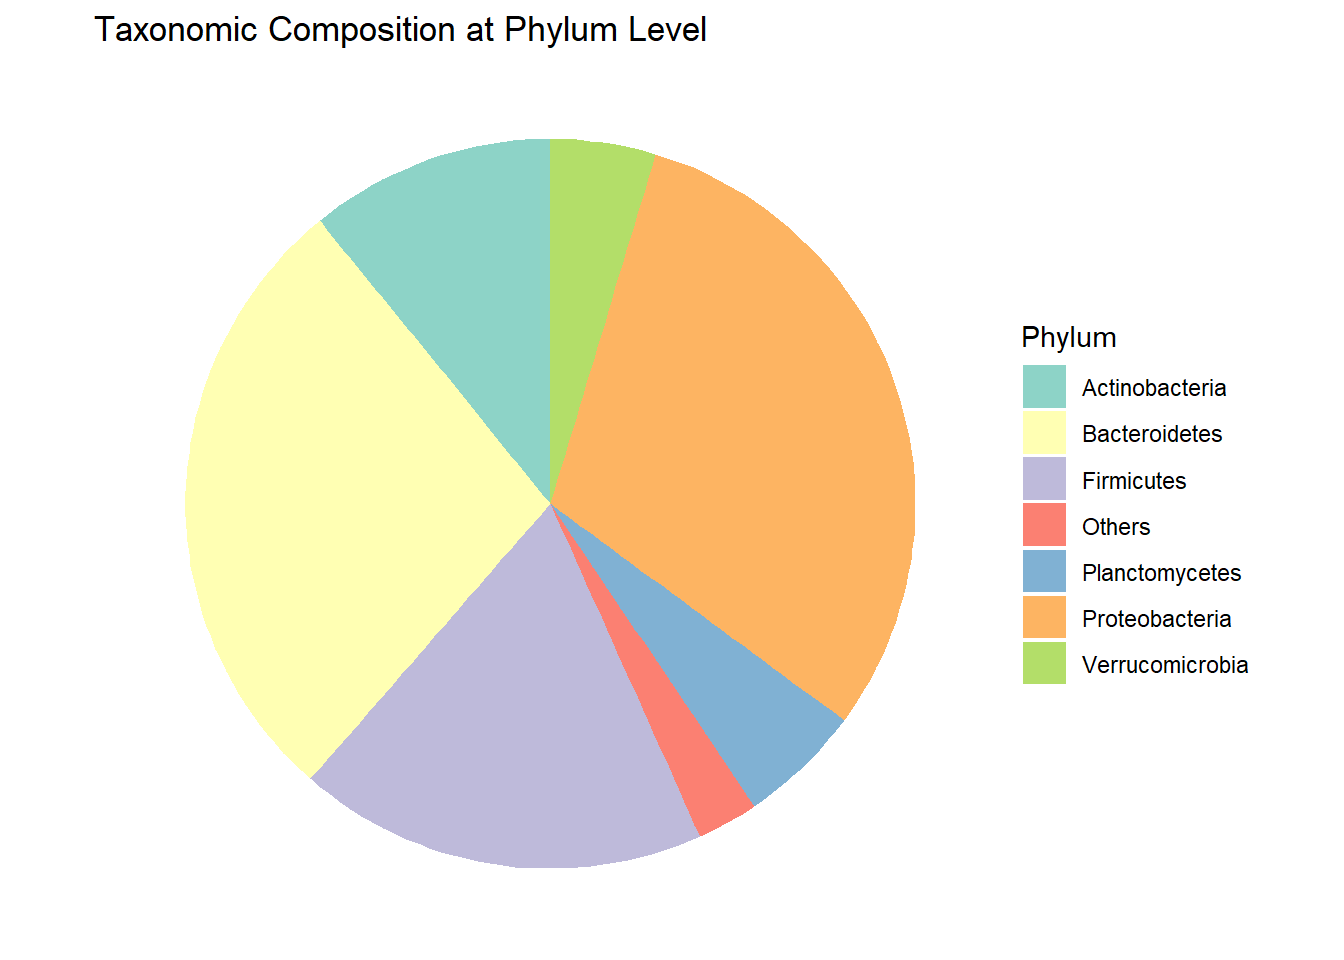 Taxonomic Composition at Phylum Level
Phylum
Actinobacteria
Bacteroidetes
Firmicutes
Others
Planctomycetes
Proteobacteria
Verrucomicrobia